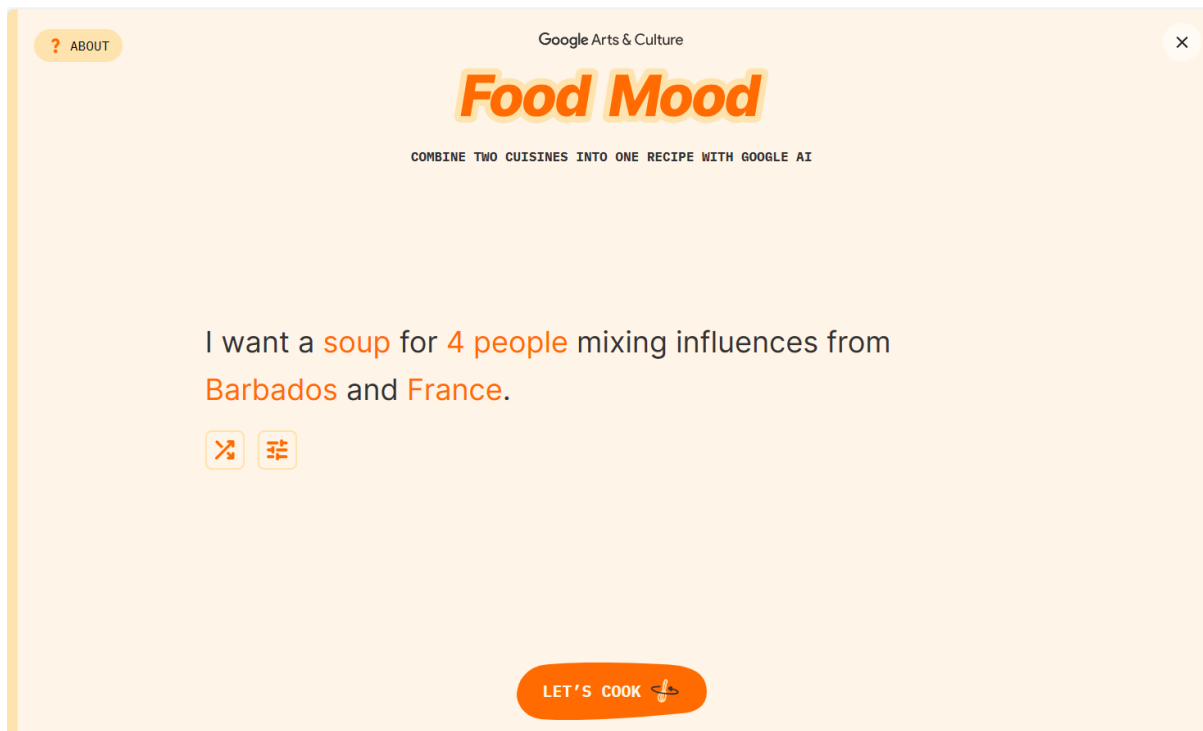 ? ABOUT
Google Arts & Culture
Food Mood
COMBINE TWO CUISINES INTO ONE RECIPE WITH GOOGLE AI
I want a soup for 4 people mixing influences from
Barbados and France.
LET’S COOK